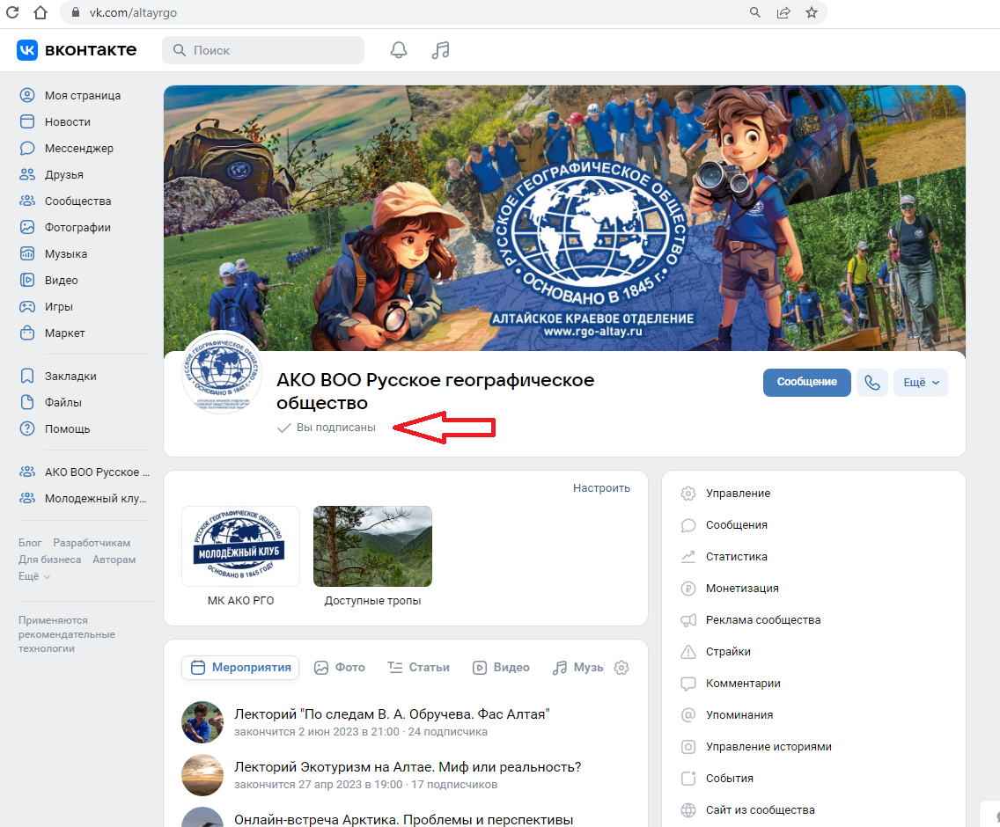 vk.com/altayrgo
вконтакте
Поиск
Моя страница
Новости
Мессенджер
Друзья
Сообщества
Фотографии
Музыка
Видео
Игры
Маркет
Закладки
Файлы
Помощь
АКО ВОО Русское ...
Молодежный клу...
Блог Разработчикам
Для бизнеса Авторам
Ещё
Применяются
рекомендательные
технологии
РУССКОЕ ГЕОГРАФИЧЕСКОЕ ОБЩЕСТВО
ОСНОВАНО В 1845 г.
АЛТАЙСКОЕ КРАЕВОЕ ОТДЕЛЕНИЕ
www.rgo-altay.ru
РУССКОЕ ГЕОГРАФИЧЕСКОЕ ОБЩЕСТВО
ОСНОВАНО В 1845 г.
АКО ВОО Русское географическое
общество
Вы подписаны
Сообщение
Ещё
Настроить
РУССКОЕ ГЕОГРАФИЧЕСКОЕ ОБЩЕСТВО
МОЛОДЁЖНЫЙ КЛУБ
ОСНОВАНО В 1845 ГОДУ
МК АКО РГО
Доступные тропы
Мероприятия
Фото
Статьи
Видео
Музы
Лекторий "По следам В. А. Обручева. Фас Алтая"
закончится 2 июн 2023 в 21:00 · 24 подписчика
Лекторий Экотуризм на Алтае. Миф или реальность?
закончится 27 апр 2023 в 19:00 · 17 подписчиков
Онлайн-встреча Арктика. Проблемы и перспективы
Управление
Сообщения
Статистика
Монетизация
Реклама сообщества
Страйки
Комментарии
Упоминания
Управление историями
События
Сайт из сообщества